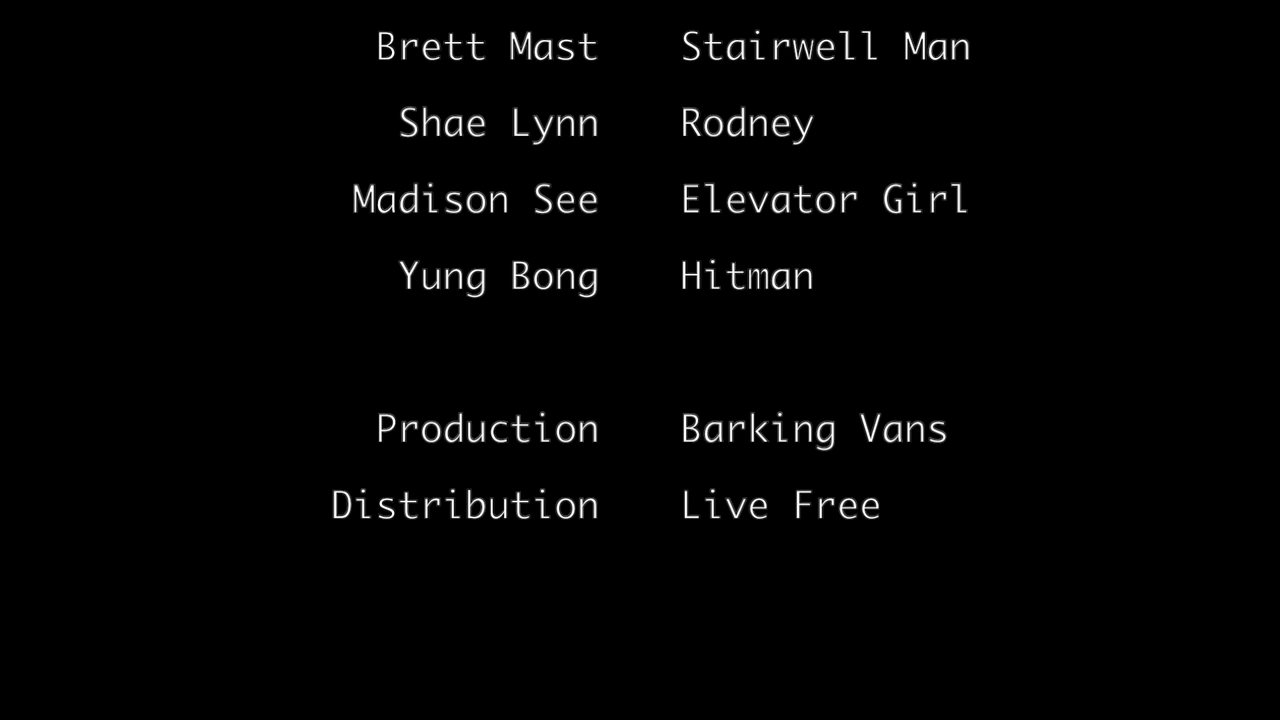 Brett Mast Stairwell Man
Shae Lynn Rodney
Madison See Elevator Girl
Yung Bong Hitman
Production Barking Vans
Distribution Live Free